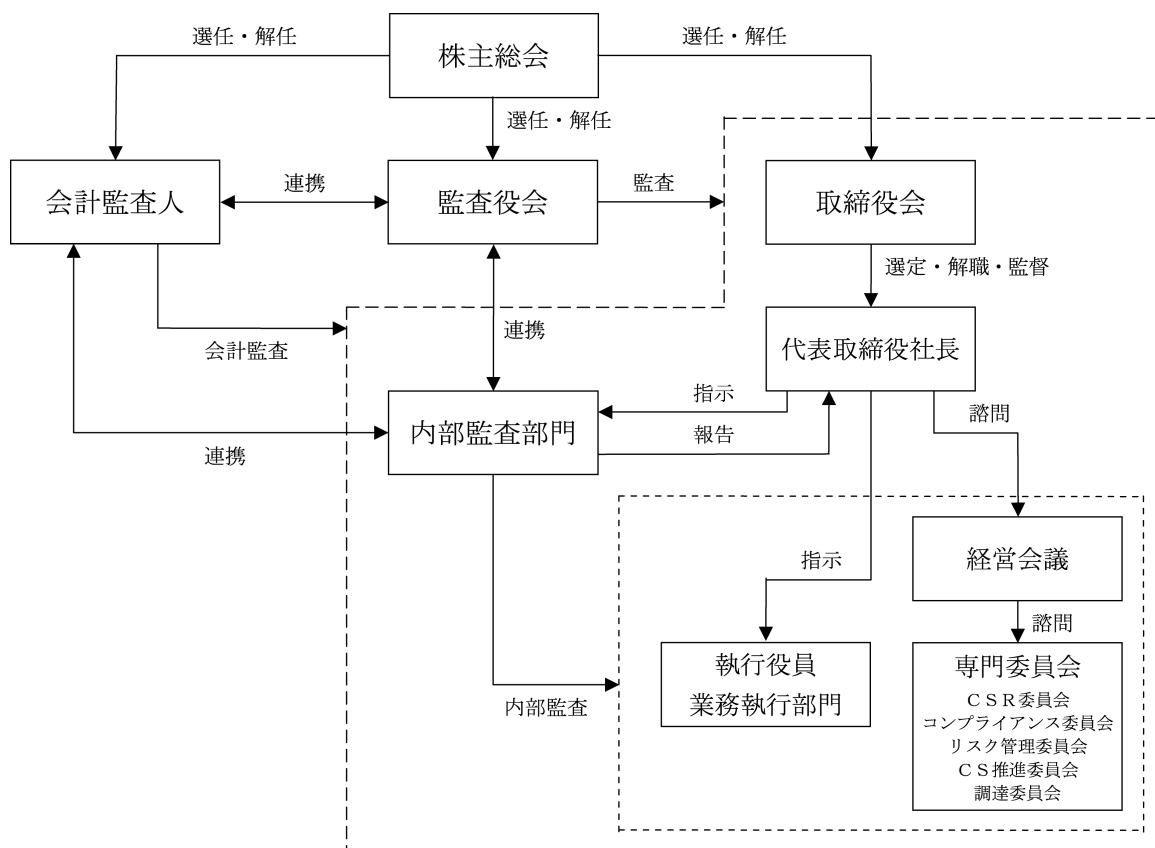 選任・解任
株主総会
選任・解任
選任・解任
会計監査人
連携
監査役会
監査
取締役会
選定・解職・監督
会計監査
連携
代表取締役社長
指示
内部監査部門
報告
諮問
連携
経営会議
指示
諮問
執行役員
業務執行部門
内部監査
専門委員会
ＣＳＲ委員会
コンプライアンス委員会
リスク管理委員会
ＣＳ推進委員会
調達委員会